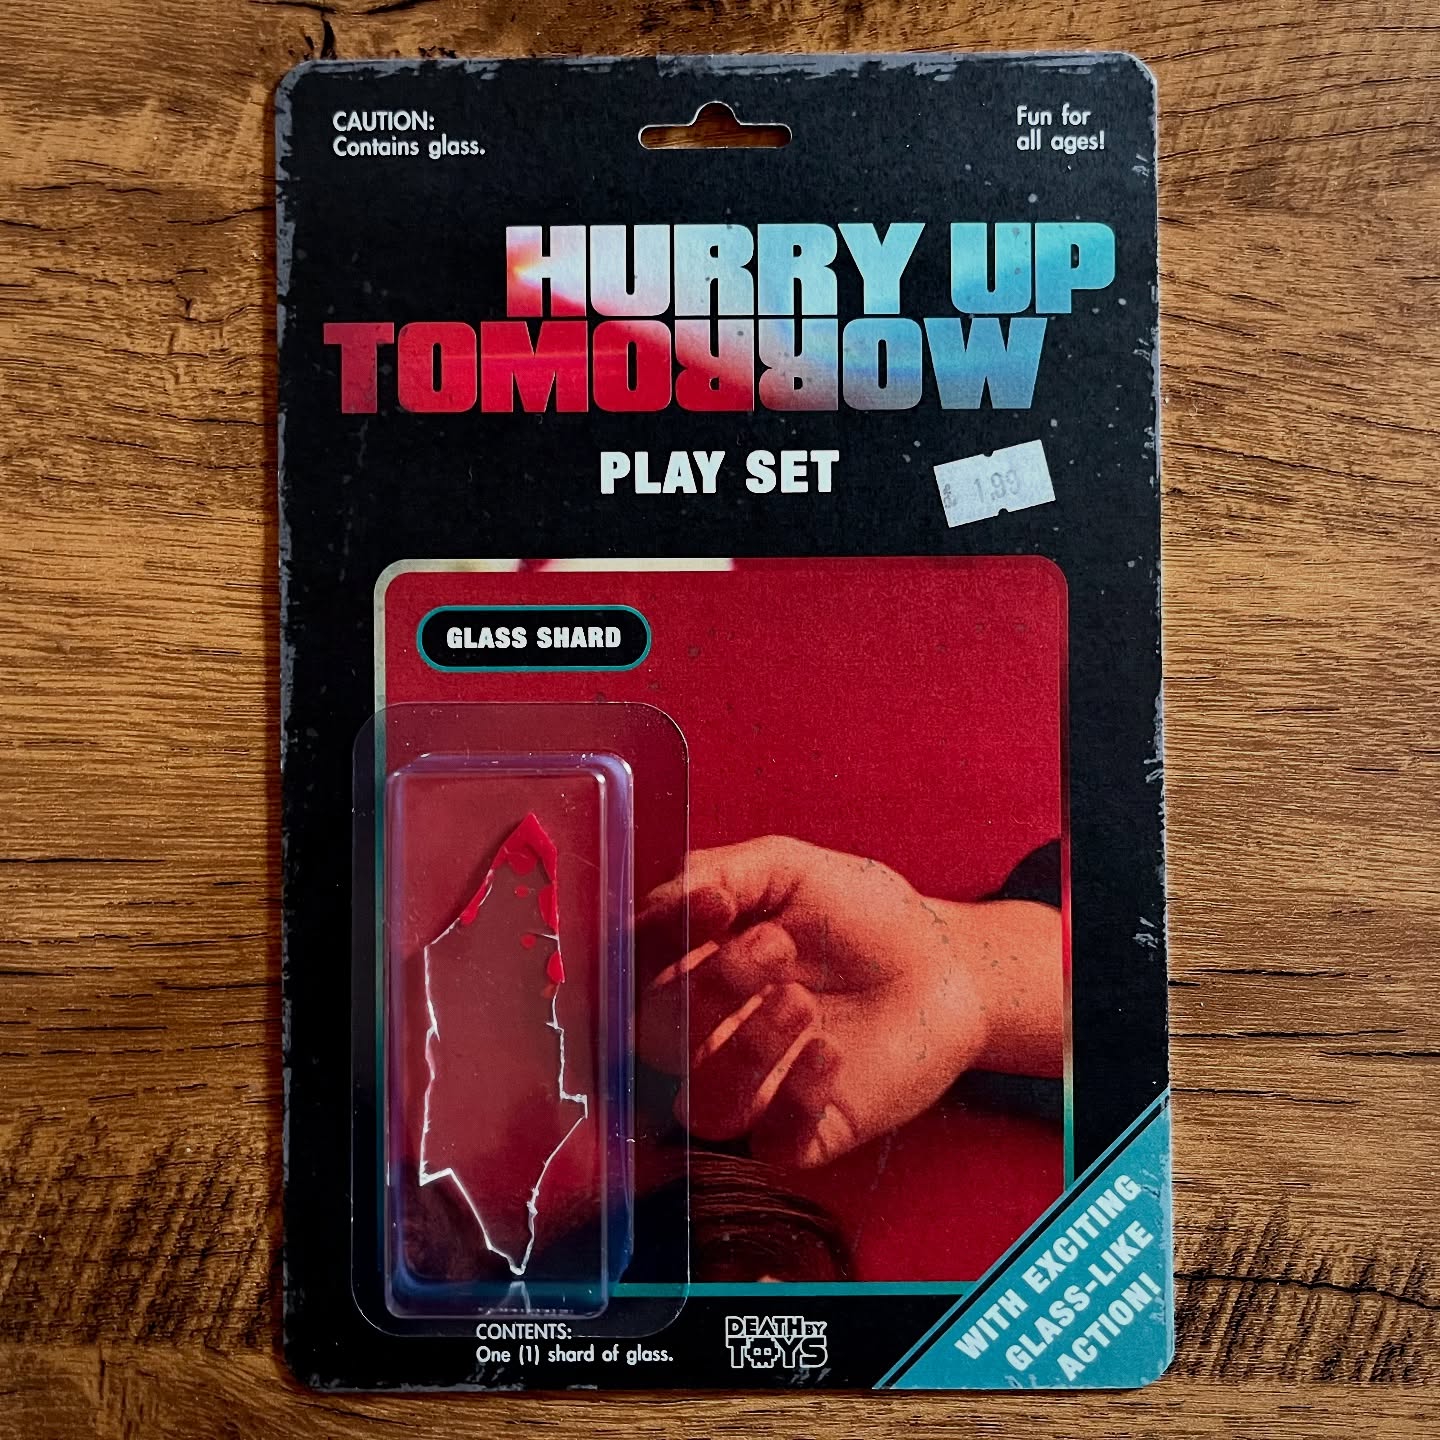 CAUTION:
Contains glass.
Fun for
all ages!
HURRY UP
TOMORROW
PLAY SET
1.99
GLASS SHARD
CONTENTS:
One (1) shard of glass.
DEATH BY
TOYS
WITH EXCITING
GLASS-LIKE
ACTION!